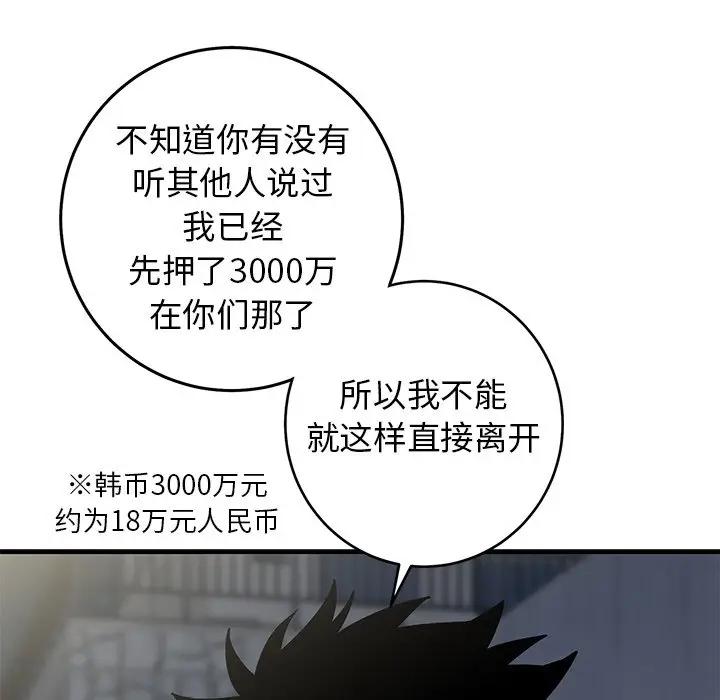 不知道你有没有
听其他人说过
我已经
先押了3000万
在你们那了
所以我不能
就这样直接离开
※韩币3000万元
约为18万元人民币